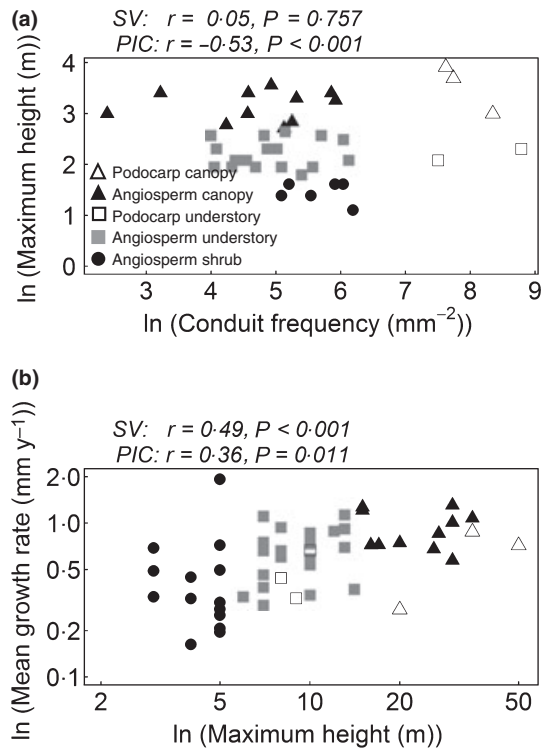 (a)
SV: r = 0·05, P = 0·757
PIC: r = –0·53, P < 0·001
ln (Maximum height (m))
4
3
2
1
0
Podocarp canopy
Angiosperm canopy
Podocarp understory
Angiosperm understory
Angiosperm shrub
3 4 5 6 7 8 9
ln (Conduit frequency (mm–2))
(b)
SV: r = 0·49, P < 0·001
PIC: r = 0·36, P = 0·011
ln (Mean growth rate (mm y–1))
2·0
1·0
0·5
0·2
0·1
2 5 10 20 50
ln (Maximum height (m))